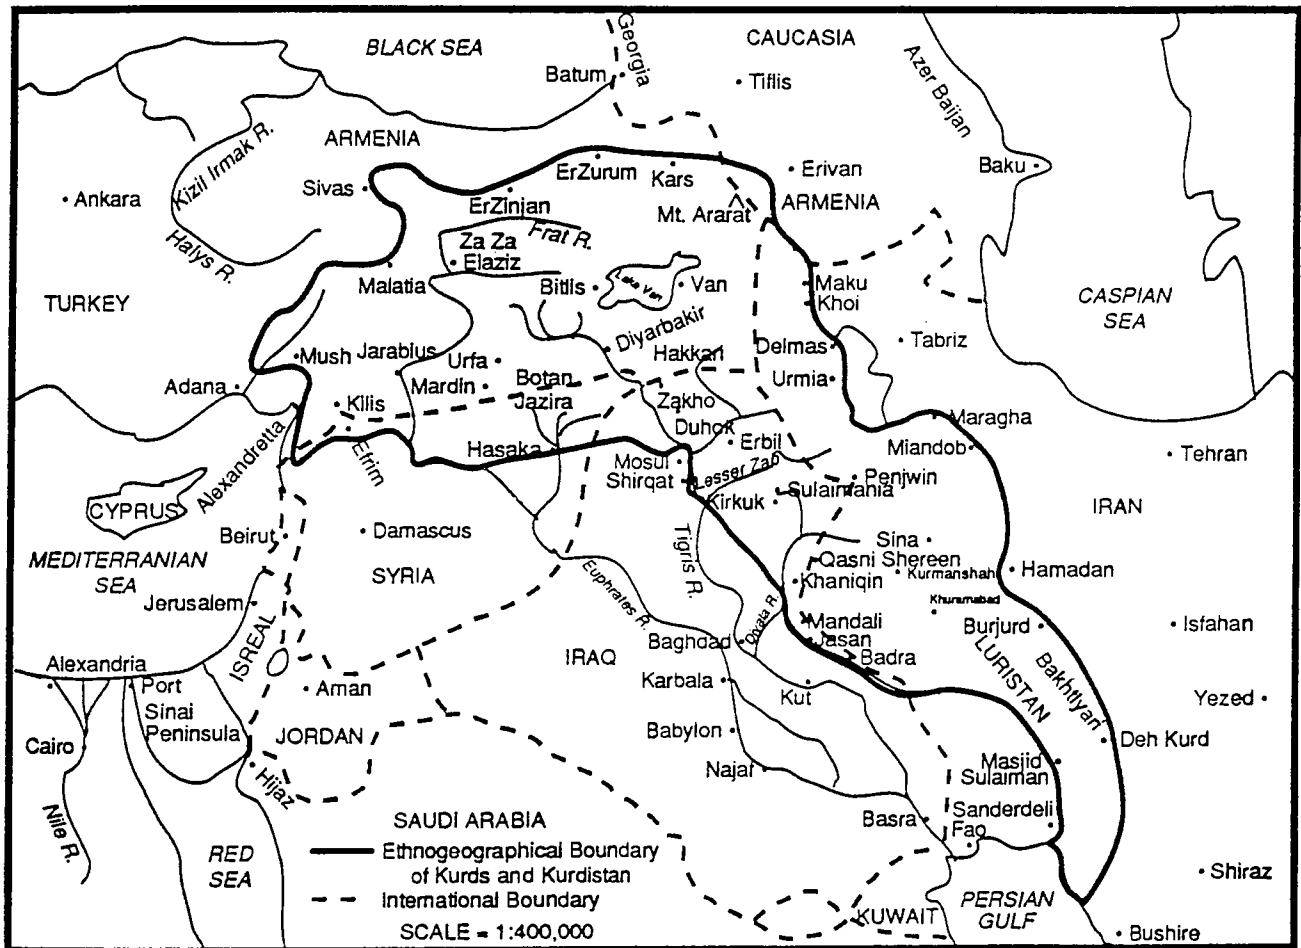 BLACK SEA
Georgia
CAUCASIA
Batum
Tiflis
Azer Baijan
Kizil Irmak R.
ARMENIA
Baku
Ankara
Sivas
ErZurum
Kars
Erivan
ErZinjan
Mt. Ararat
ARMENIA
Halys R.
Za Za
Elaziz
Frat R.
TURKEY
Malatia
Bitlis
Lake Van
Van
Maku
Khoi
CASPIAN
SEA
Mush
Jarablus
Urfa
Diyarbakir
Hakkari
Delmas
Tabriz
Adana
Mardin
Botan
Jazira
Urmia
Kilis
Zakho
Maragha
Alexandretta
Efrim
Hasaka
Duhok
Erbil
Miandob
Tehran
Mosul
Shirqat
Lesser Zab
Penjwin
CYPRUS
Kirkuk
Sulaimania
IRAN
Beirut
Damascus
Tigris R.
Sina
MEDITERRANIAN
SEA
SYRIA
Euphrates R.
Qasni Shereen
Khaniqin
Kurmanshah
Hamadan
Jerusalem
Diyala R.
Khuramabad
Mandali
Jasan
Burjurd
Isfahan
ISREAL
IRAQ
Baghdad
Badra
LURISTAN
Bakhtiyari
Alexandria
Port
Sinai
Peninsula
Aman
Karbala
Kut
Yezed
Cairo
JORDAN
Babylon
Deh Kurd
Hijaz
Najaf
Masjid
Sulaiman
Nile R.
SAUDI ARABIA
Basra
Sanderdeli
Fao
RED
SEA
Ethnogeographical Boundary
of Kurds and Kurdistan
International Boundary
SCALE = 1:400,000
KUWAIT
PERSIAN
GULF
Shiraz
Bushire